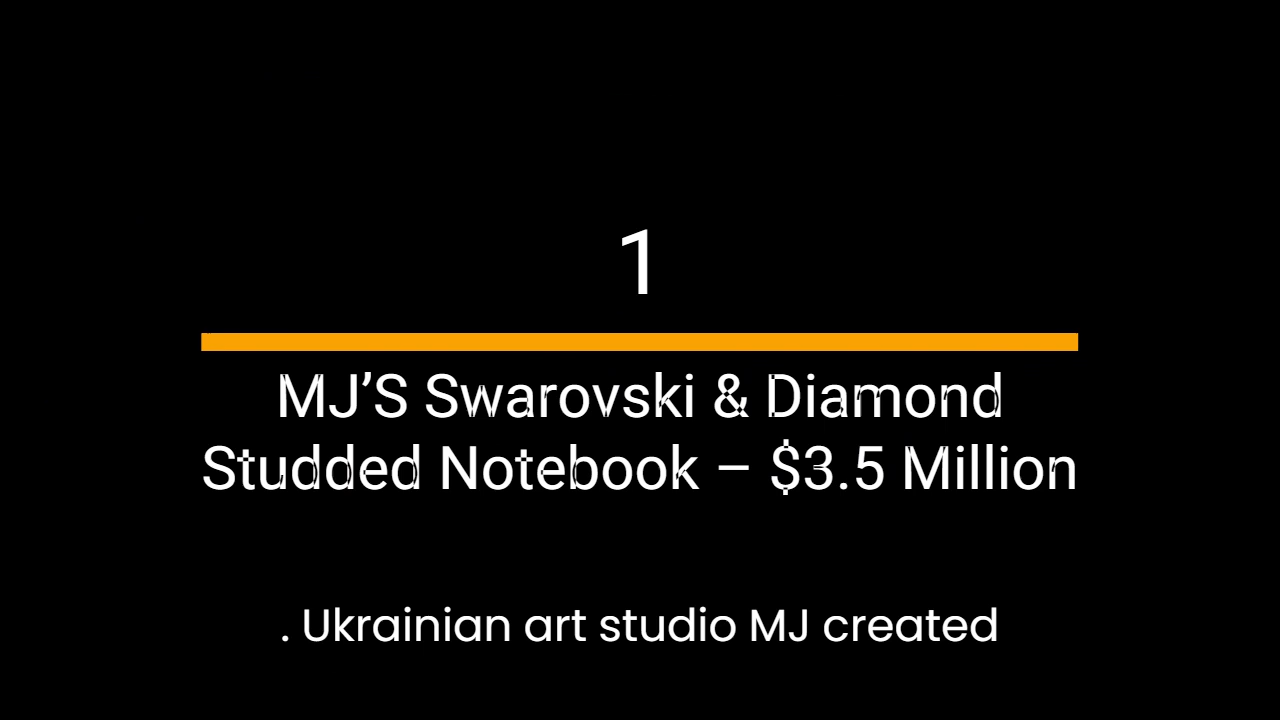 1
MJ’S Swarovski & Diamond
Studded Notebook – $3.5 Million
. Ukrainian art studio MJ created